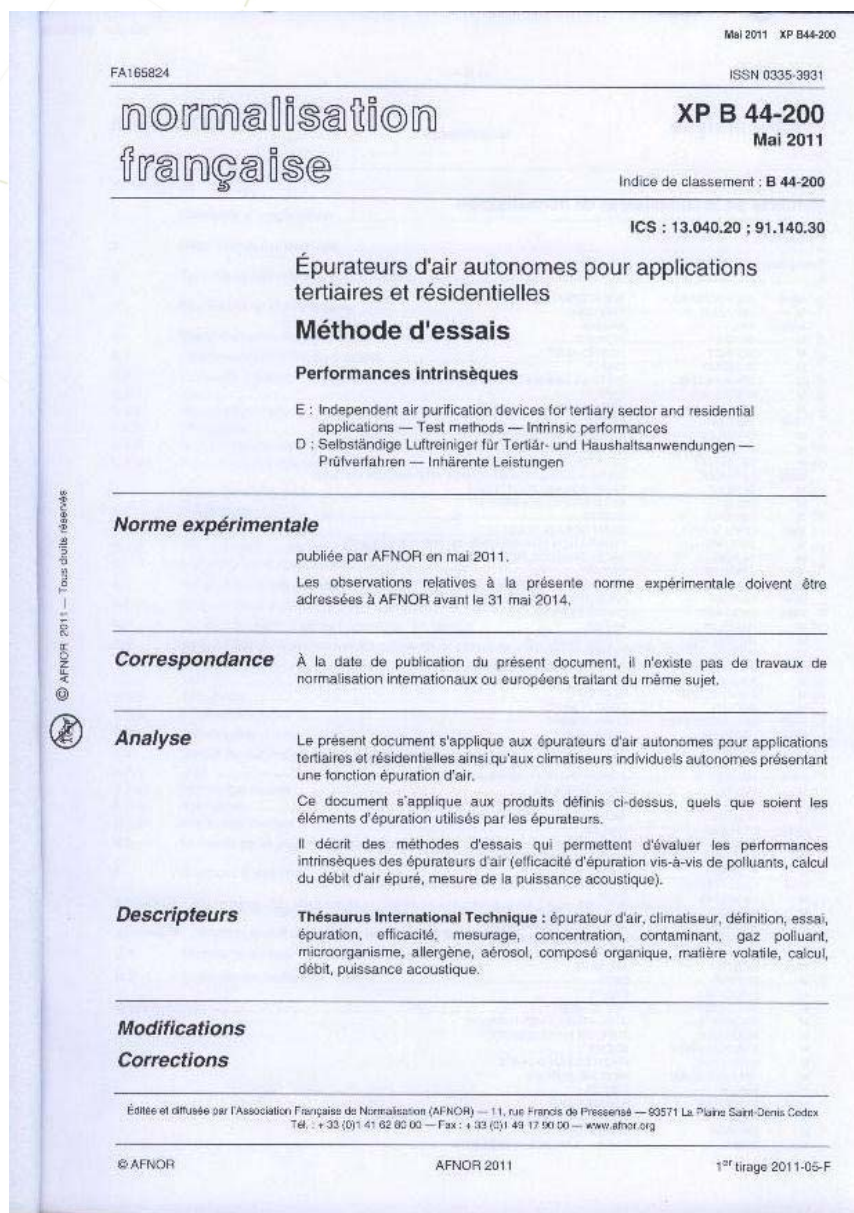 Mai 2011 XP B44-200
FA165824
ISSN 0335-3931
normalisation
française
XP B 44-200
Mai 2011
Indice de classement : B 44-200
ICS : 13.040.20 ; 91.140.30
Épurateurs d'air autonomes pour applications
tertiaires et résidentielles
Méthode d'essais
Performances intrinsèques
E : Independent air purification devices for tertiary sector and residential
applications — Test methods — Intrinsic performances
D : Selbständige Luftreiniger für Tertiär- und Haushaltsanwendungen —
Prüfverfahren — Inhärente Leistungen
© AFNOR 2011 — Tous droits réservés
Norme expérimentale
publiée par AFNOR en mai 2011.
Les observations relatives à la présente norme expérimentale doivent être
adressées à AFNOR avant le 31 mai 2014.
Correspondance
À la date de publication du présent document, il n'existe pas de travaux de
normalisation internationaux ou européens traitant du même sujet.
Analyse
Le présent document s'applique aux épurateurs d'air autonomes pour applications
tertiaires et résidentielles ainsi qu'aux climatiseurs individuels autonomes présentant
une fonction épuration d'air.
Ce document s'applique aux produits définis ci-dessus, quels que soient les
éléments d'épuration utilisés par les épurateurs.
Il décrit des méthodes d'essais qui permettent d'évaluer les performances
intrinsèques des épurateurs d'air (efficacité d'épuration vis-à-vis de polluants, calcul
du débit d'air épuré, mesure de la puissance acoustique).
Descripteurs
Thésaurus International Technique : épurateur d'air, climatiseur, définition, essai,
épuration, efficacité, mesurage, concentration, contaminant, gaz polluant,
microorganisme, allergène, aérosol, composé organique, matière volatile, calcul,
débit, puissance acoustique.
Modifications
Corrections
Éditée et diffusée par l'Association Française de Normalisation (AFNOR) — 11, rue Francis de Pressensé — 93571 La Plaine Saint-Denis Cedex
Tél. : + 33 (0)1 41 62 80 00 — Fax : + 33 (0)1 49 17 90 00 — www.afnor.org
© AFNOR
AFNOR 2011
1er tirage 2011-05-F